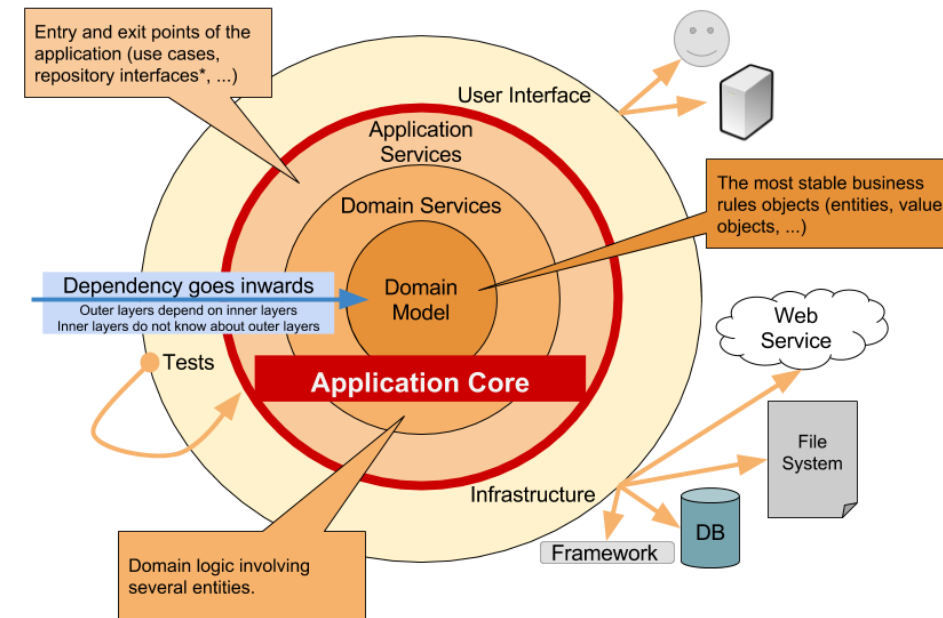 Entry and exit points of the
application (use cases,
repository interfaces*, ...)
User Interface
Application
Services
Domain Services
The most stable business
rules objects (entities, value
objects, ...)
Dependency goes inwards
Outer layers depend on inner layers
Inner layers do not know about outer layers
Domain
Model
Web
Service
Tests
Application Core
File
System
Infrastructure
DB
Framework
Domain logic involving
several entities.